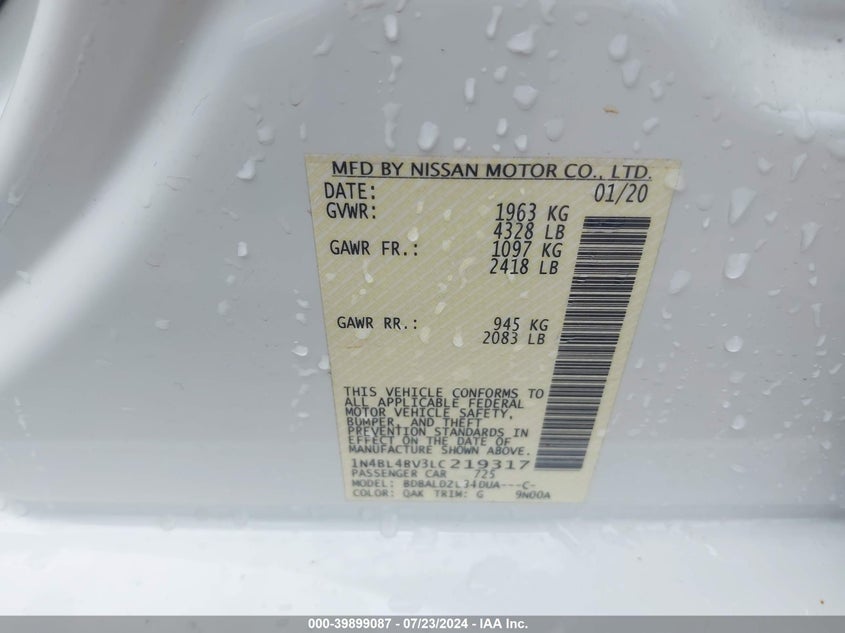 MFD BY NISSAN MOTOR CO., LTD.
DATE: 01/20
GVWR: 1963 KG
4328 LB
GAWR FR.: 1097 KG
2418 LB
GAWR RR.: 945 KG
2083 LB
THIS VEHICLE CONFORMS TO
ALL APPLICABLE FEDERAL
MOTOR VEHICLE SAFETY,
BUMPER, AND THEFT
PREVENTION STANDARDS IN
EFFECT ON THE DATE OF
MANUFACTURE SHOWN ABOVE.
1N4BL4BV3LC219317
PASSENGER CAR 725
MODEL: BDBALD2L34DUA---C-
COLOR: QAK TRIM: G 9N00A
000-39899087 - 07/23/2024 - IAA Inc.